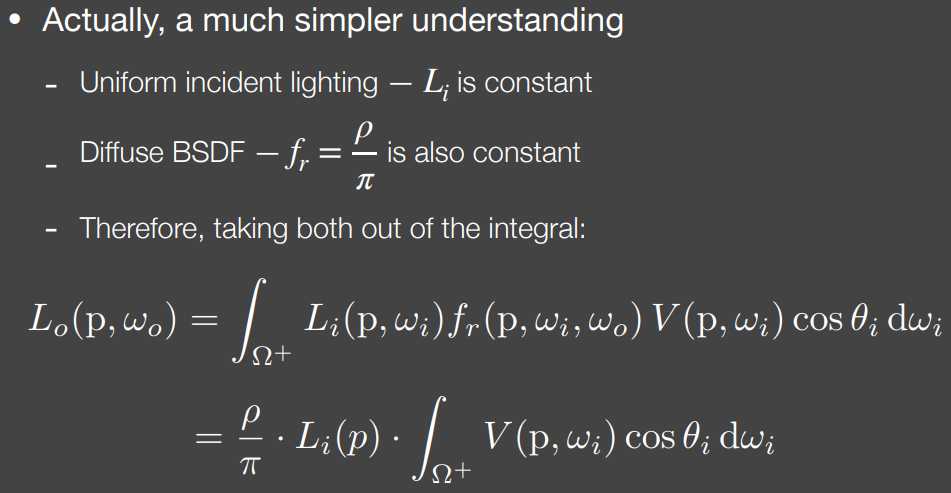 • Actually, a much simpler understanding
- Uniform incident lighting – $L_i$ is constant
- Diffuse BSDF – $f_r = \frac{\rho}{\pi}$ is also constant
- Therefore, taking both out of the integral:
$L_o(\mathrm{p}, \omega_o) = \int_{\Omega^+} L_i(\mathrm{p}, \omega_i) f_r(\mathrm{p}, \omega_i, \omega_o) V(\mathrm{p}, \omega_i) \cos\theta_i \, \mathrm{d}\omega_i$
$= \frac{\rho}{\pi} \cdot L_i(p) \cdot \int_{\Omega^+} V(\mathrm{p}, \omega_i) \cos\theta_i \, \mathrm{d}\omega_i$